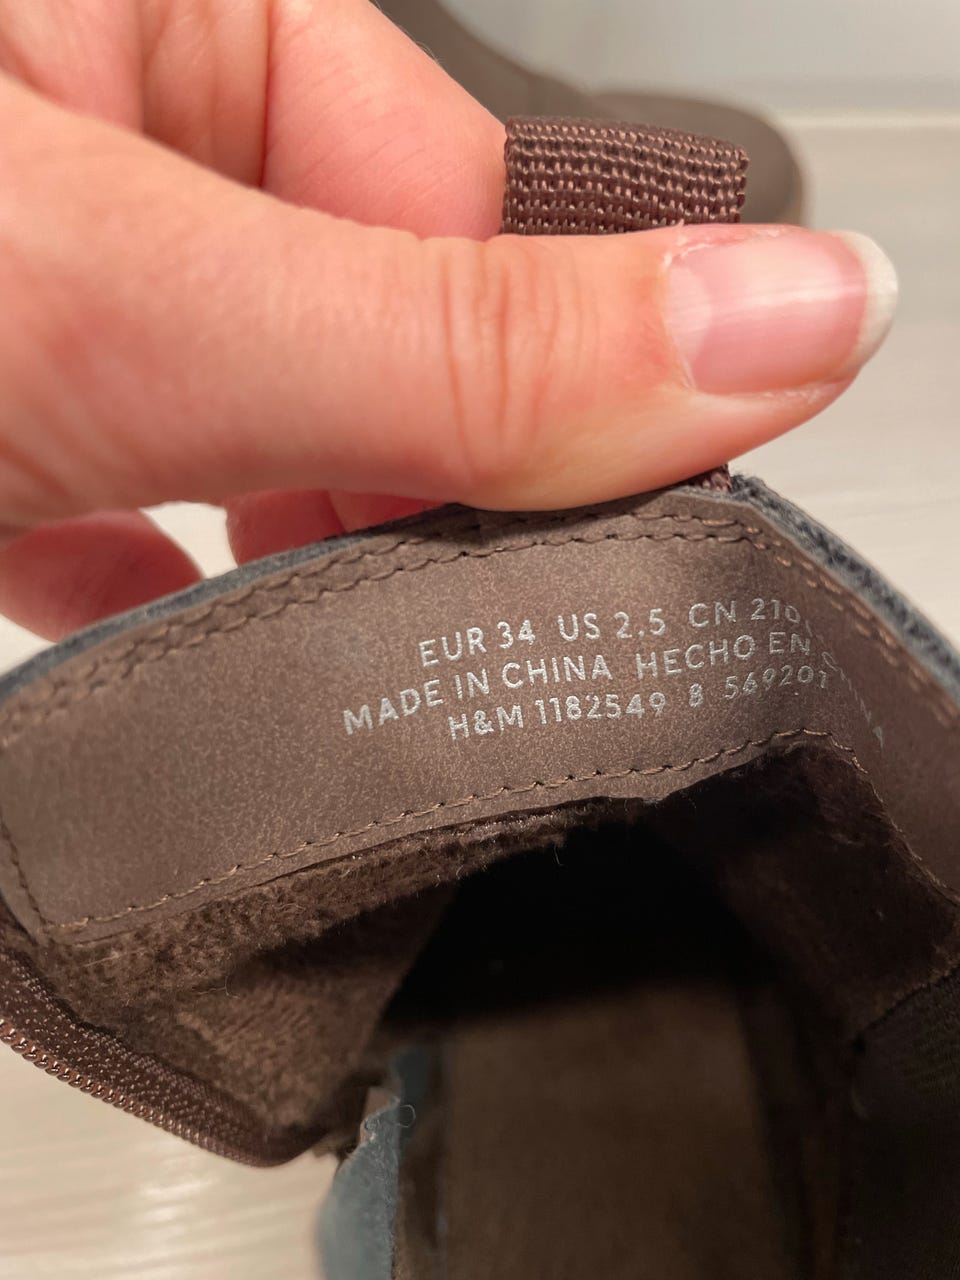 EUR 34 US 2.5 CN 210
MADE IN CHINA HECHO EN
H&M 1182549 8 569201